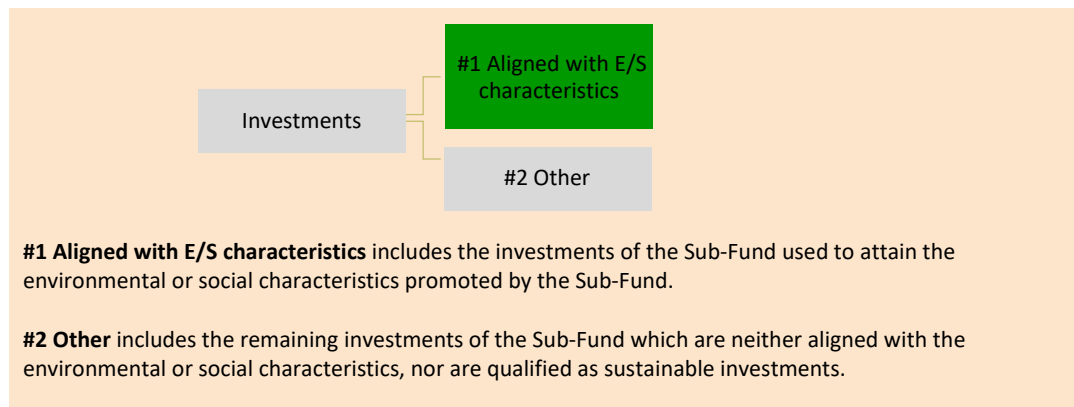 #1 Aligned with E/S
characteristics
Investments
#2 Other
#1 Aligned with E/S characteristics includes the investments of the Sub-Fund used to attain the
environmental or social characteristics promoted by the Sub-Fund.
#2 Other includes the remaining investments of the Sub-Fund which are neither aligned with the
environmental or social characteristics, nor are qualified as sustainable investments.